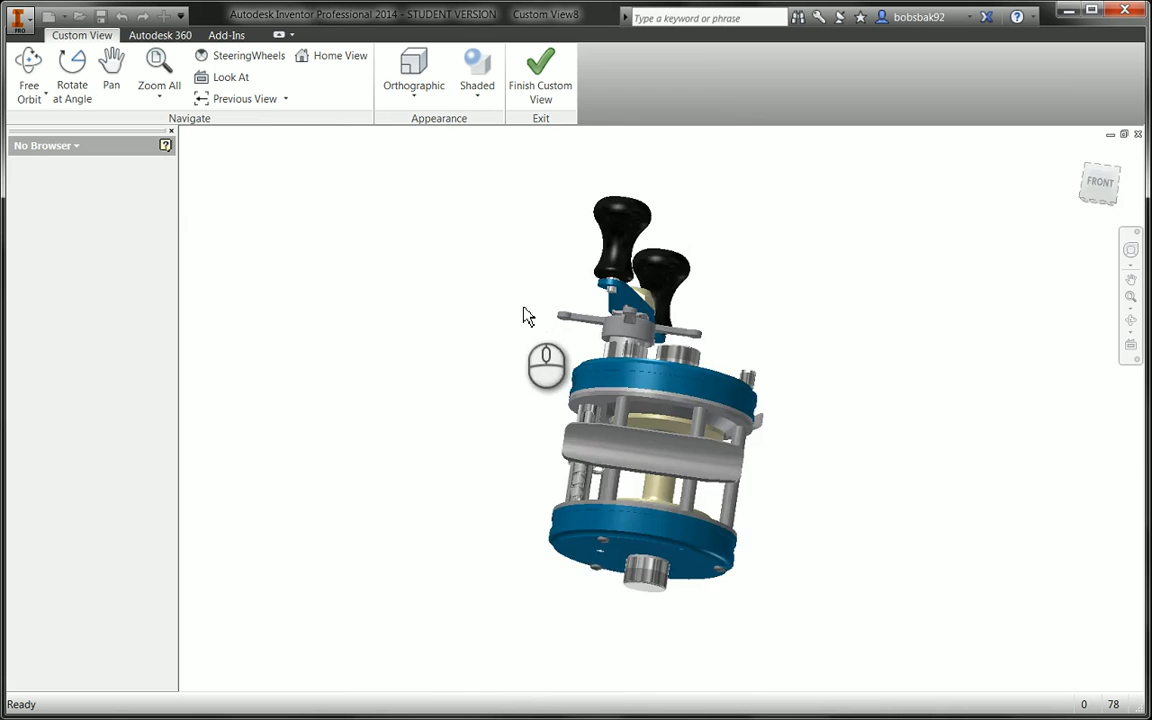 Autodesk Inventor Professional 2014 - STUDENT VERSION Custom View8
Type a keyword or phrase
bobsbak92
PRO
Custom View Autodesk 360 Add-Ins
Free Orbit
Rotate at Angle
Pan
Zoom All
SteeringWheels
Look At
Previous View
Home View
Orthographic
Shaded
Finish Custom View
Navigate
Appearance
Exit
No Browser
FRONT
Ready
0 78